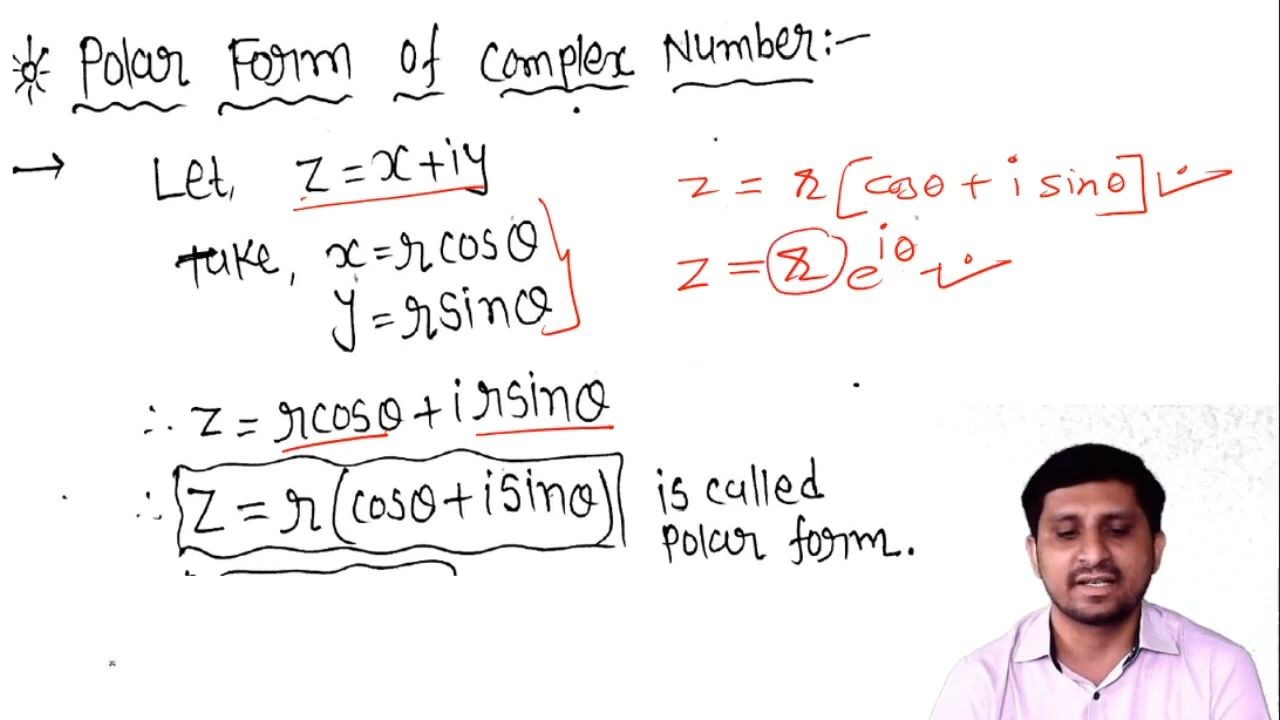 Polar Form of Complex Number:-
→ Let, z = x + iy
take, x = r cosθ
y = r sinθ
∴ z = r cosθ + i r sinθ
∴ z = r (cosθ + i sinθ) is called
polar form.
z = r [cosθ + i sinθ]
z = r e^{iθ}